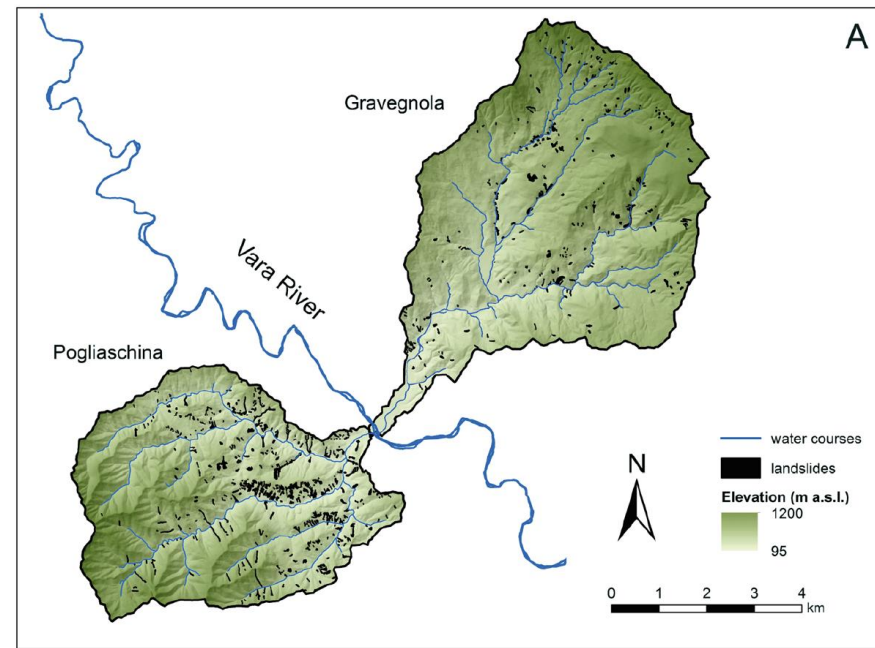 A
Gravegnola
Vara River
Pogliaschina
water courses
N
landslides
Elevation (m a.s.l.)
1200
95
0 1 2 3 4
km